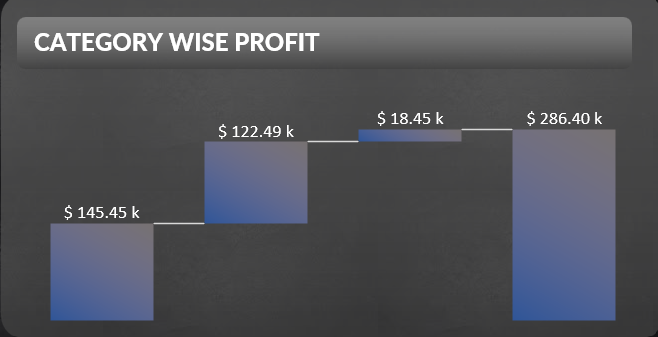 CATEGORY WISE PROFIT
$ 145.45 k
$ 122.49 k
$ 18.45 k
$ 286.40 k